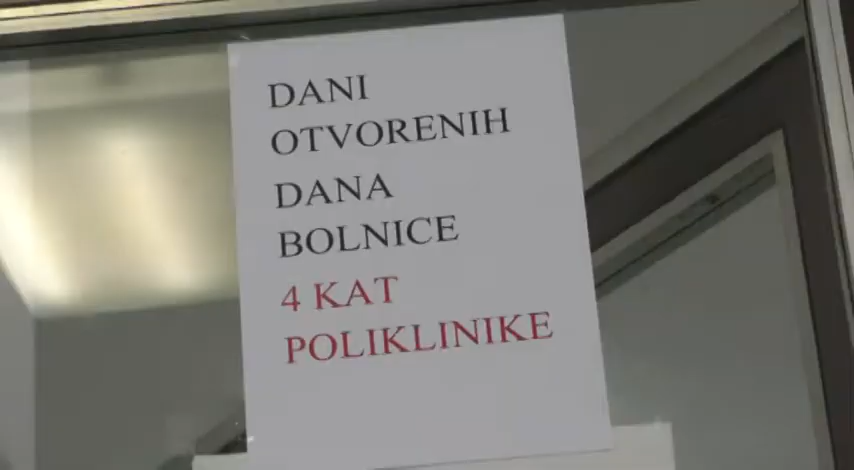 DANI
OTVORENIH
DANA
BOLNICE
4 KAT
POLIKLINIKE